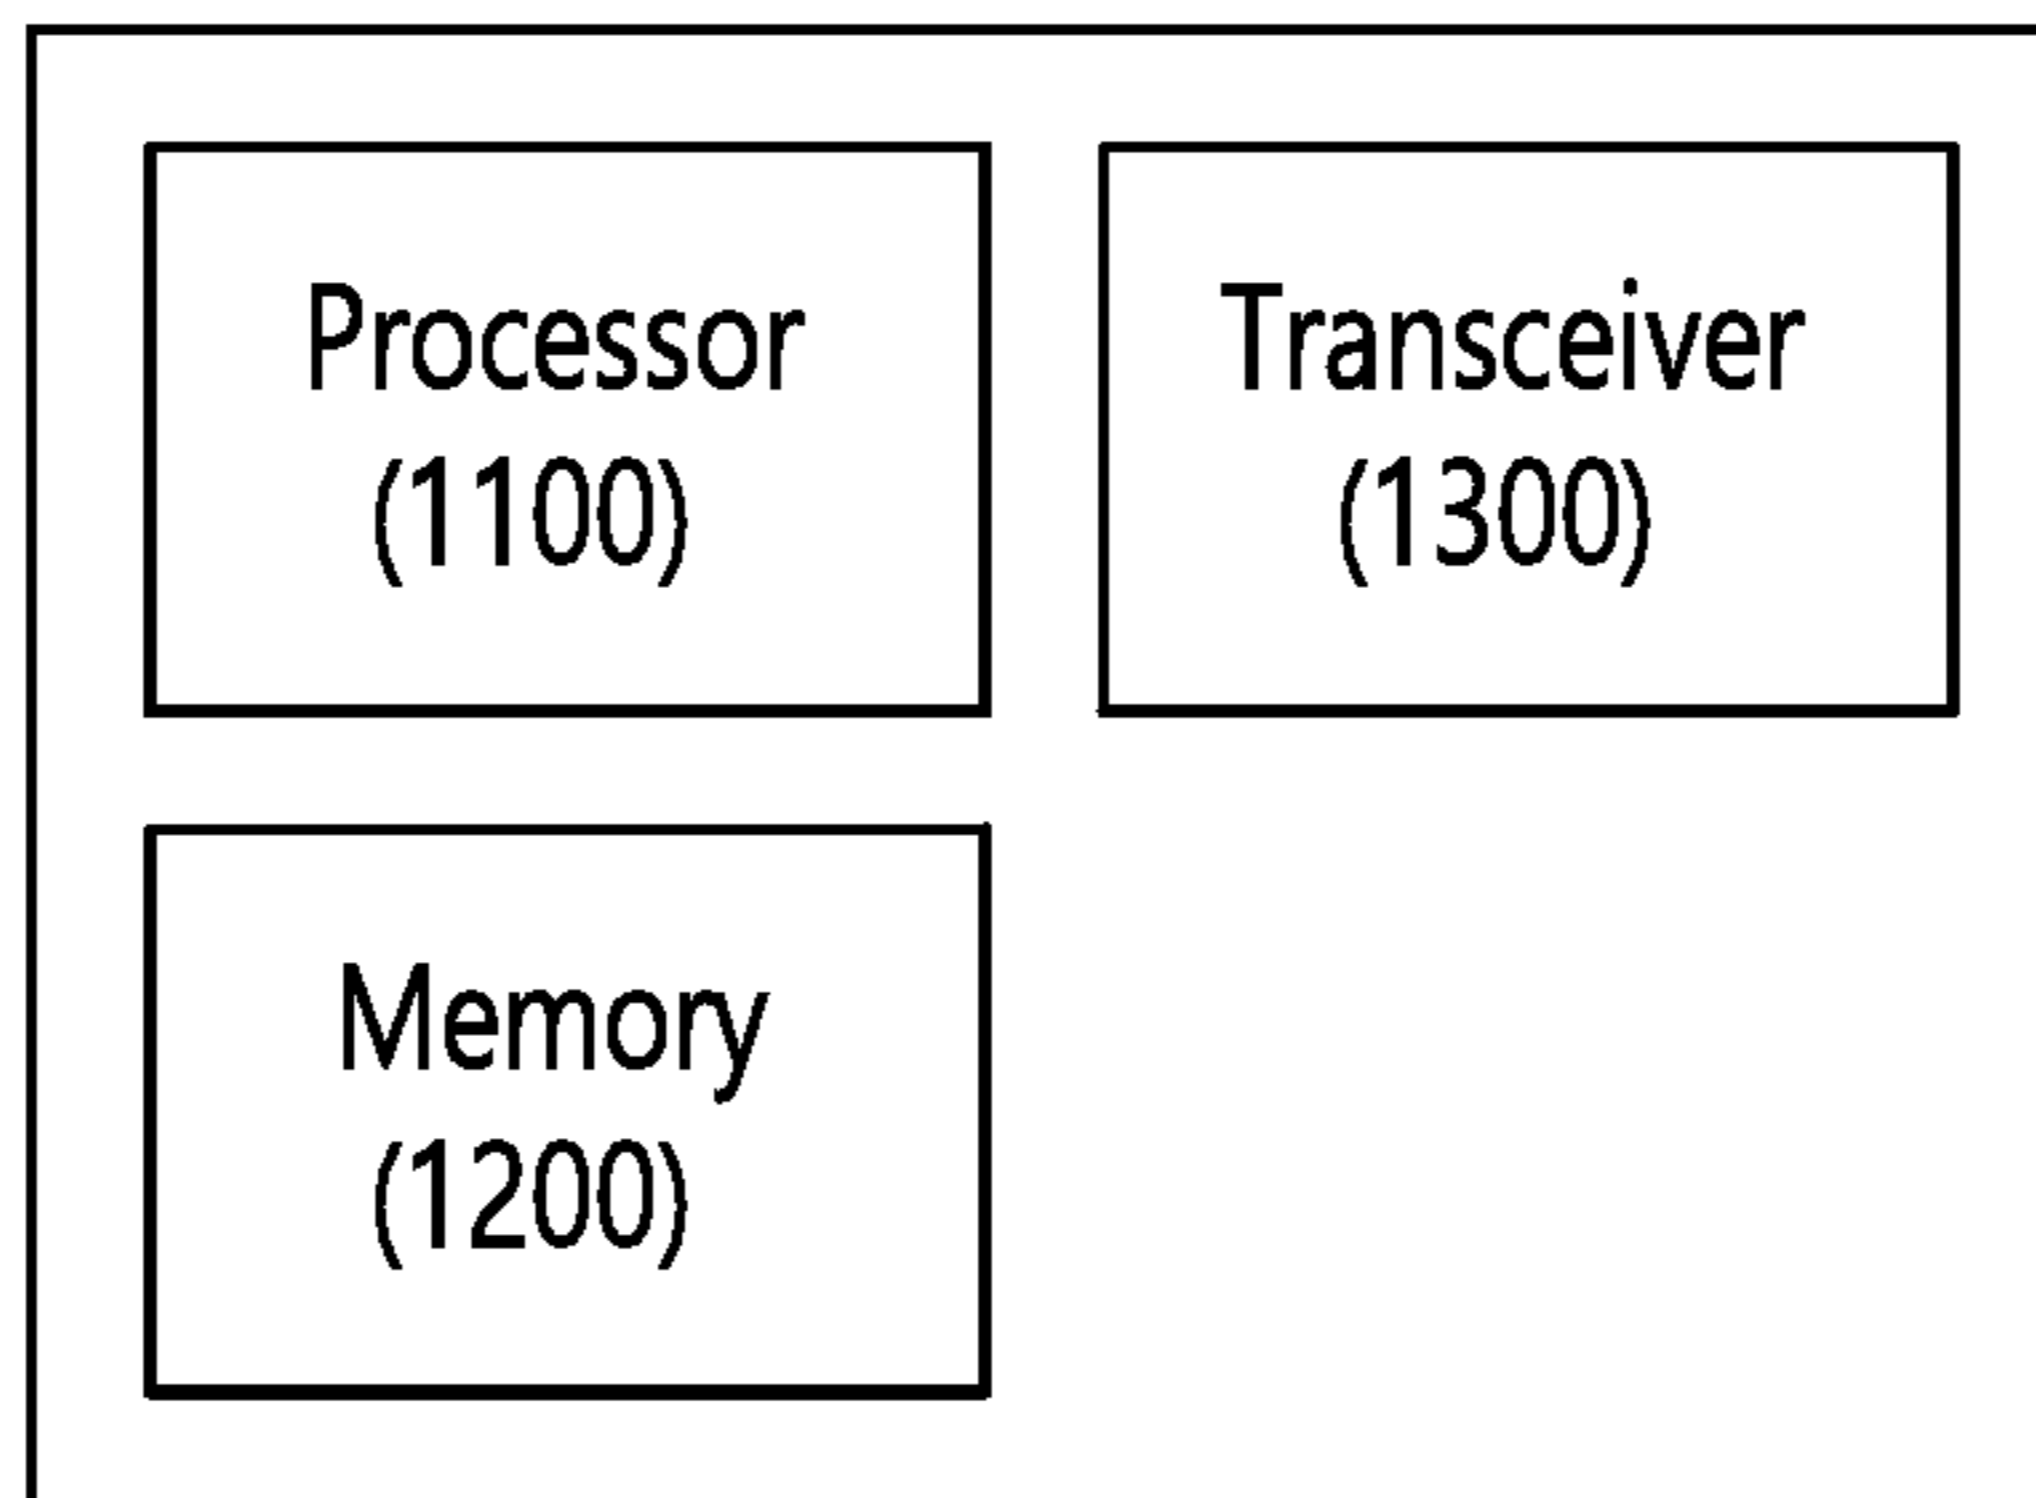 Processor
(1100)
Transceiver
(1300)
Memory
(1200)